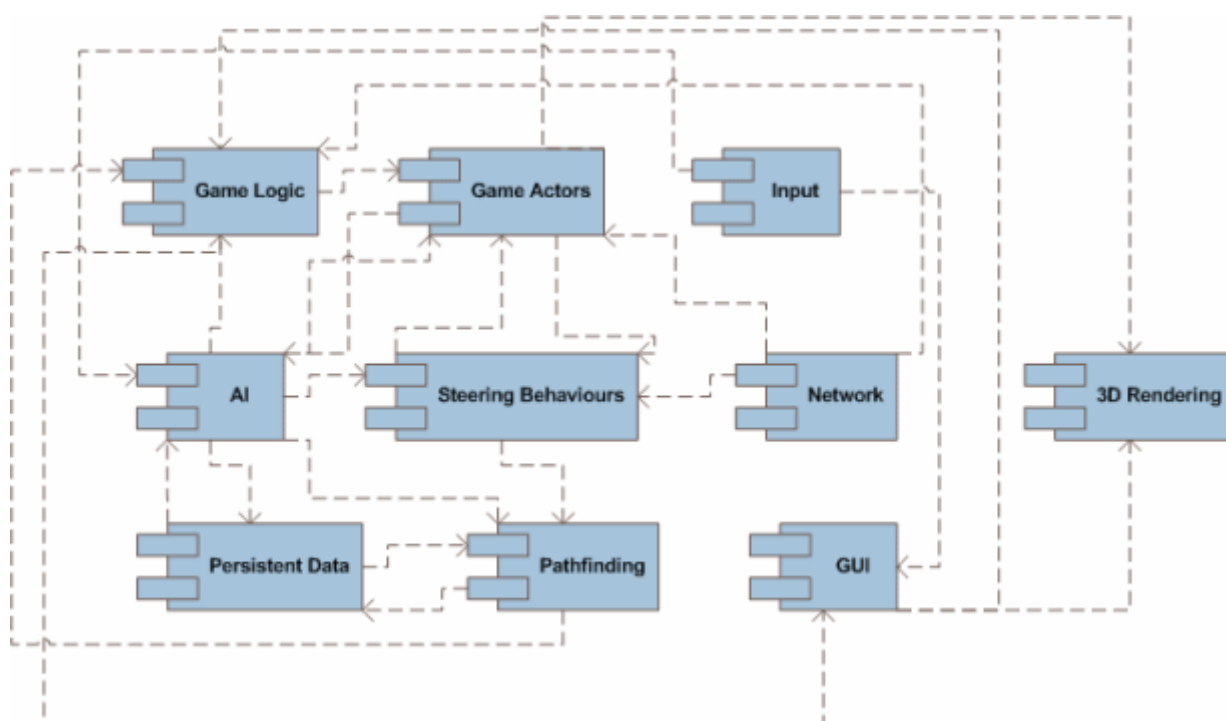 Game Logic
Game Actors
Input
AI
Steering Behaviours
Network
3D Rendering
Persistent Data
Pathfinding
GUI